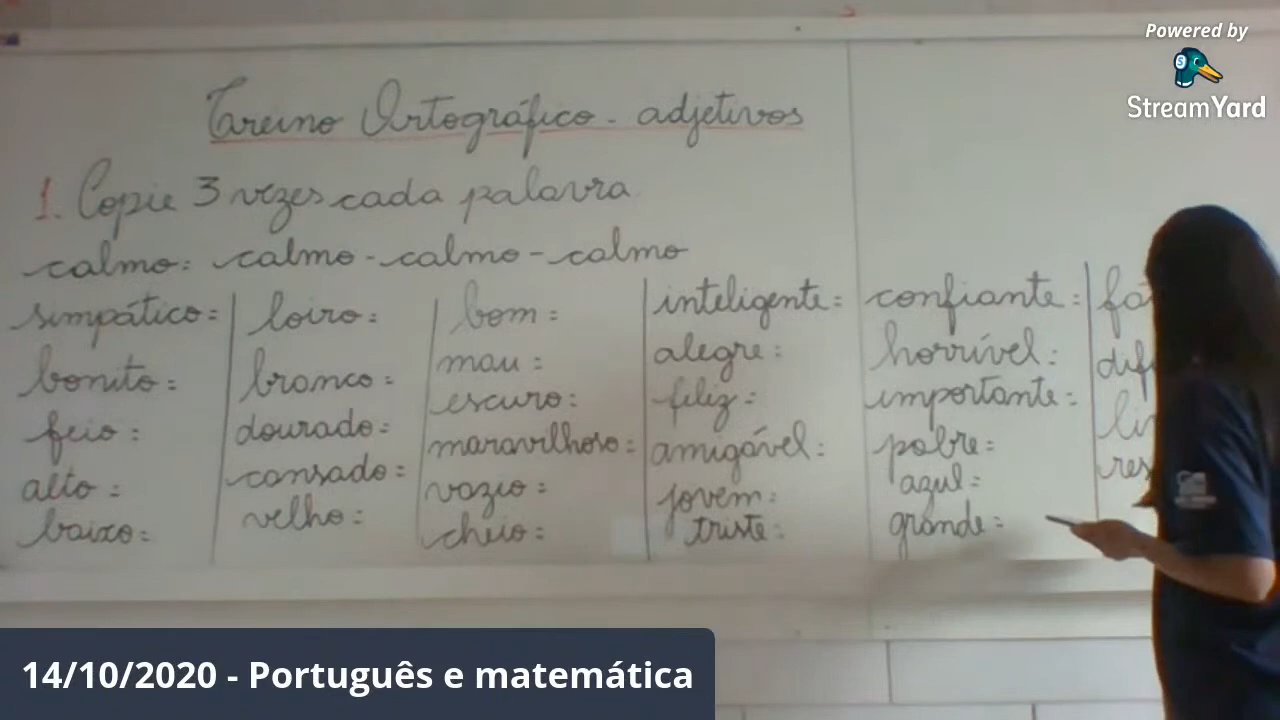 Powered by
StreamYard
Treino Ortográfico - adjetivos
1. Copie 3 vezes cada palavra
calmo: calmo - calmo - calmo
simpático:
bonito:
feio:
alto:
baixo:
loiro:
branco:
dourado:
cansado:
velho:
bom:
mau:
escuro:
maravilhoso:
vazio:
cheio:
inteligente:
alegre:
feliz:
amigável:
jovem:
triste:
confiante:
horrível:
importante:
pobre:
azul:
grande:
14/10/2020 - Português e matemática